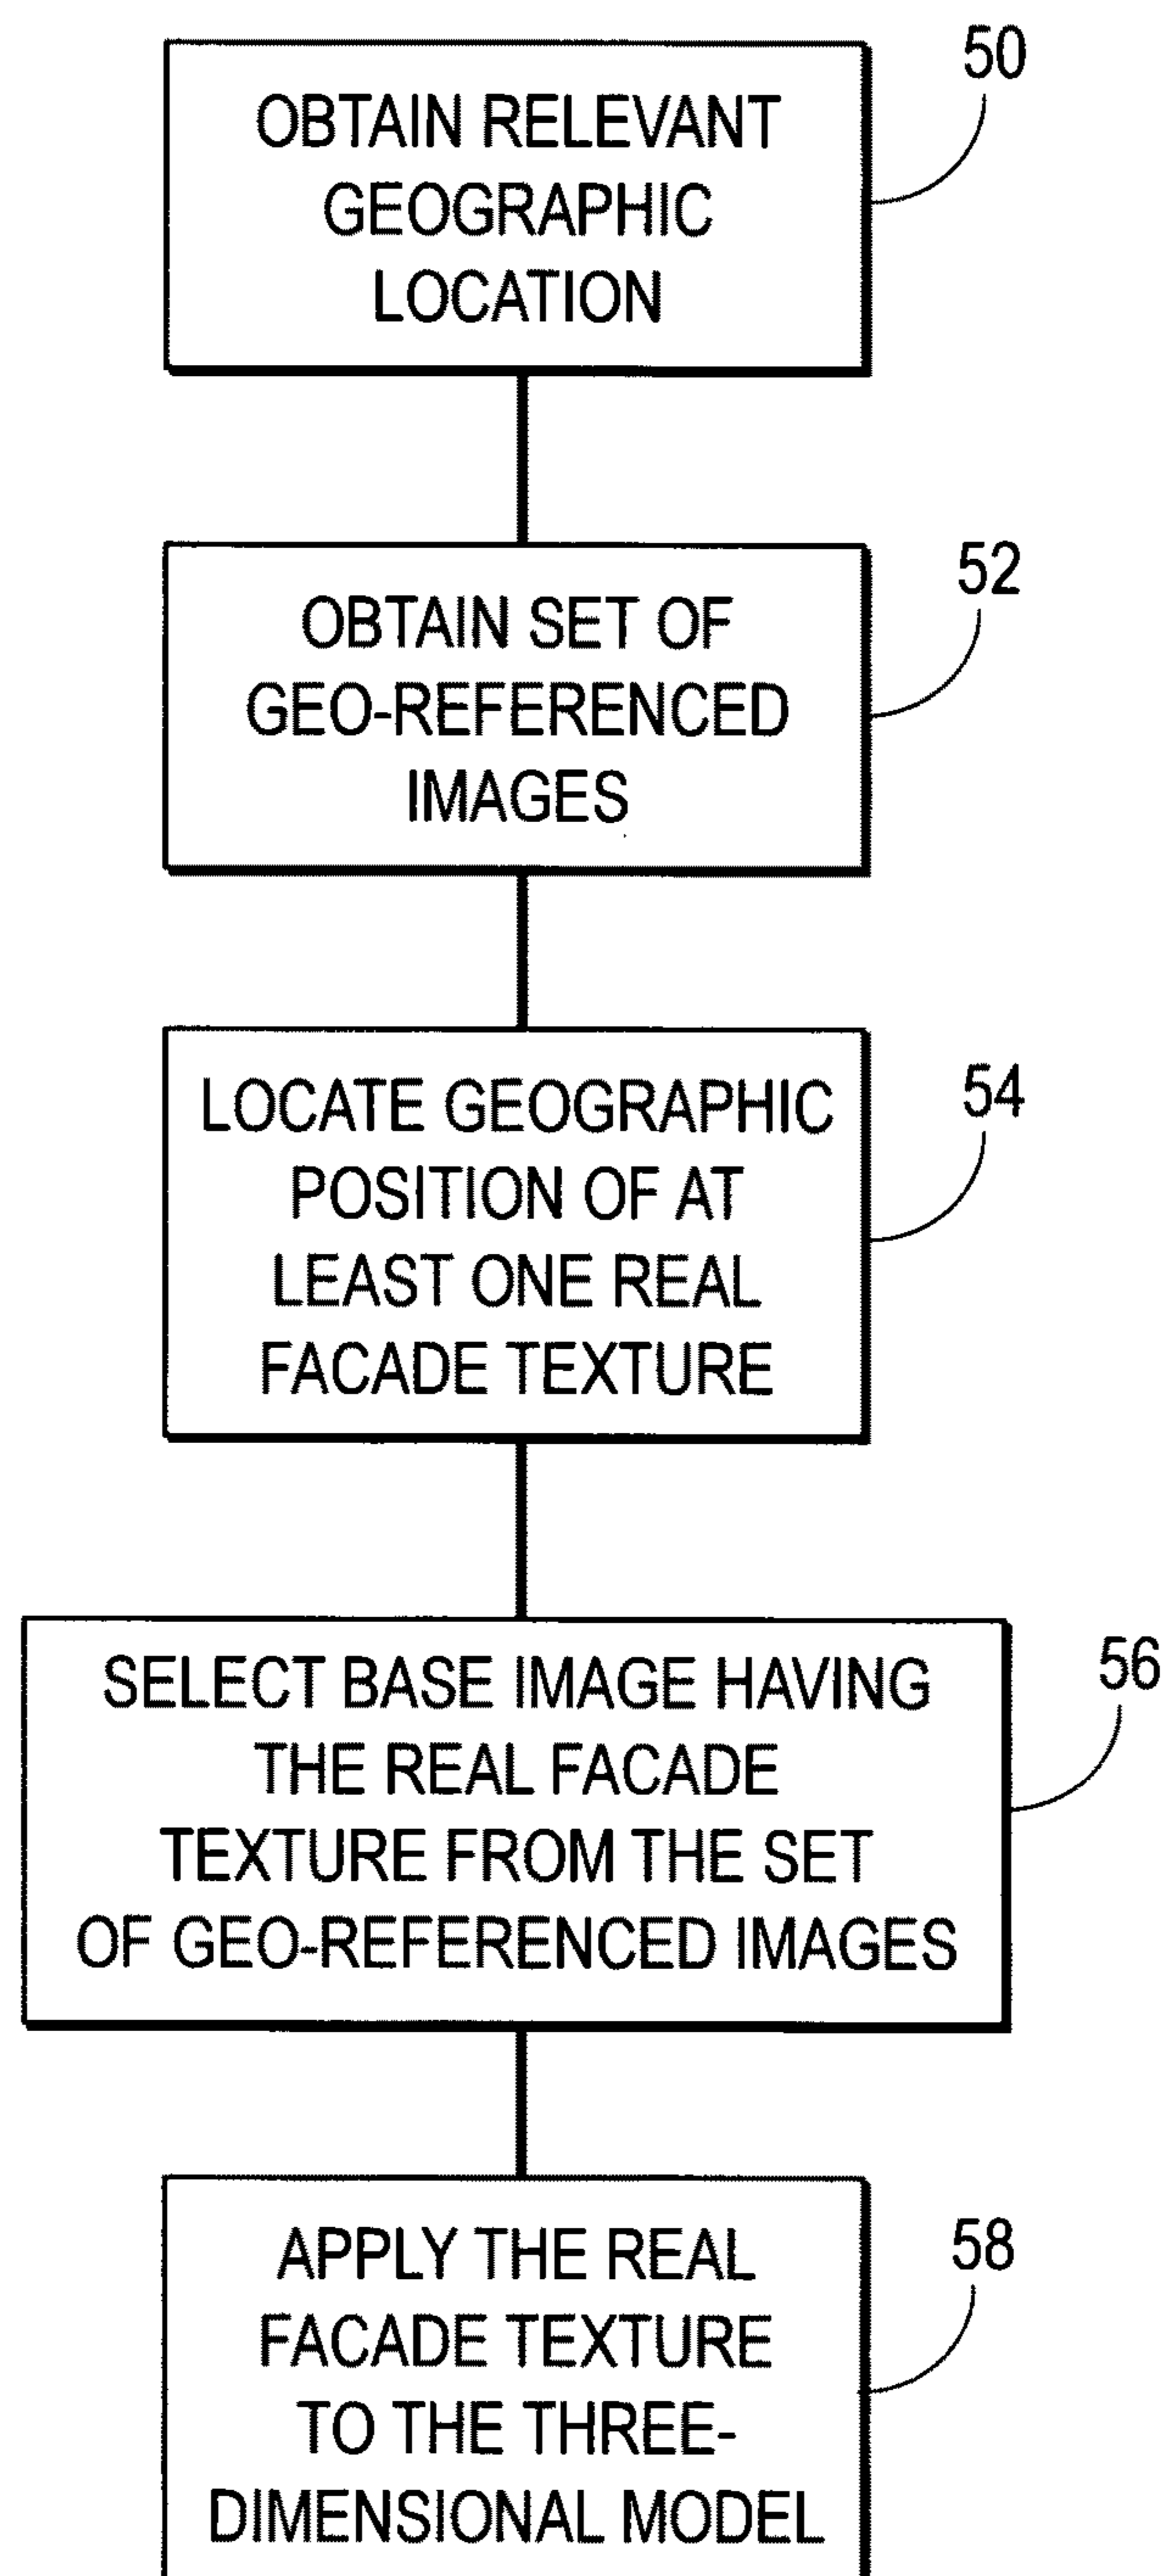 50
OBTAIN RELEVANT
GEOGRAPHIC
LOCATION
52
OBTAIN SET OF
GEO-REFERENCED
IMAGES
54
LOCATE GEOGRAPHIC
POSITION OF AT
LEAST ONE REAL
FACADE TEXTURE
56
SELECT BASE IMAGE HAVING
THE REAL FACADE
TEXTURE FROM THE SET
OF GEO-REFERENCED IMAGES
58
APPLY THE REAL
FACADE TEXTURE
TO THE THREE-
DIMENSIONAL MODEL